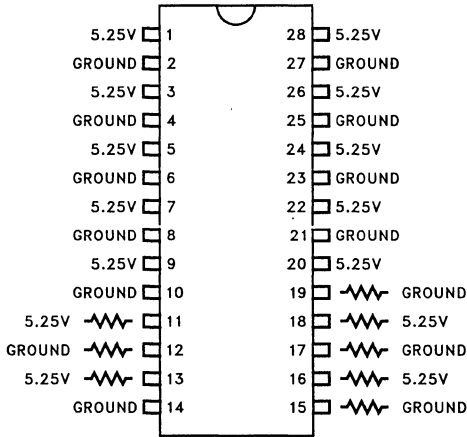 5.25V 1 28 5.25V
GROUND 2 27 GROUND
5.25V 3 26 5.25V
GROUND 4 25 GROUND
5.25V 5 24 5.25V
GROUND 6 23 GROUND
5.25V 7 22 5.25V
GROUND 8 21 GROUND
5.25V 9 20 5.25V
GROUND 10 19 GROUND
5.25V 11 18 5.25V
GROUND 12 17 GROUND
5.25V 13 16 5.25V
GROUND 14 15 GROUND